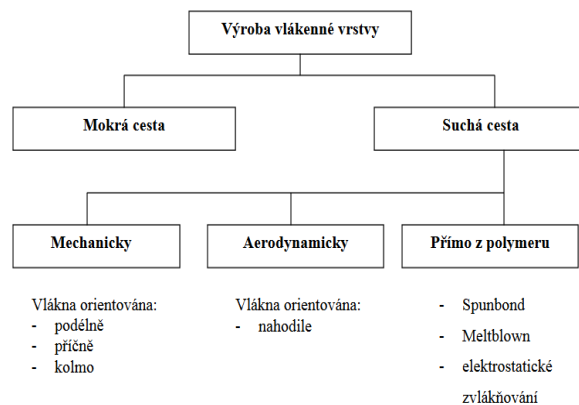 Výroba vlákenné vrstvy
Mokrá cesta
Suchá cesta
Mechanicky
Aerodynamicky
Přímo z polymeru
Vlákna orientována:
- podélně
- příčně
- kolmo
Vlákna orientována:
- nahodile
- Spunbond
- Meltblown
- elektrostatické
zvlákňování